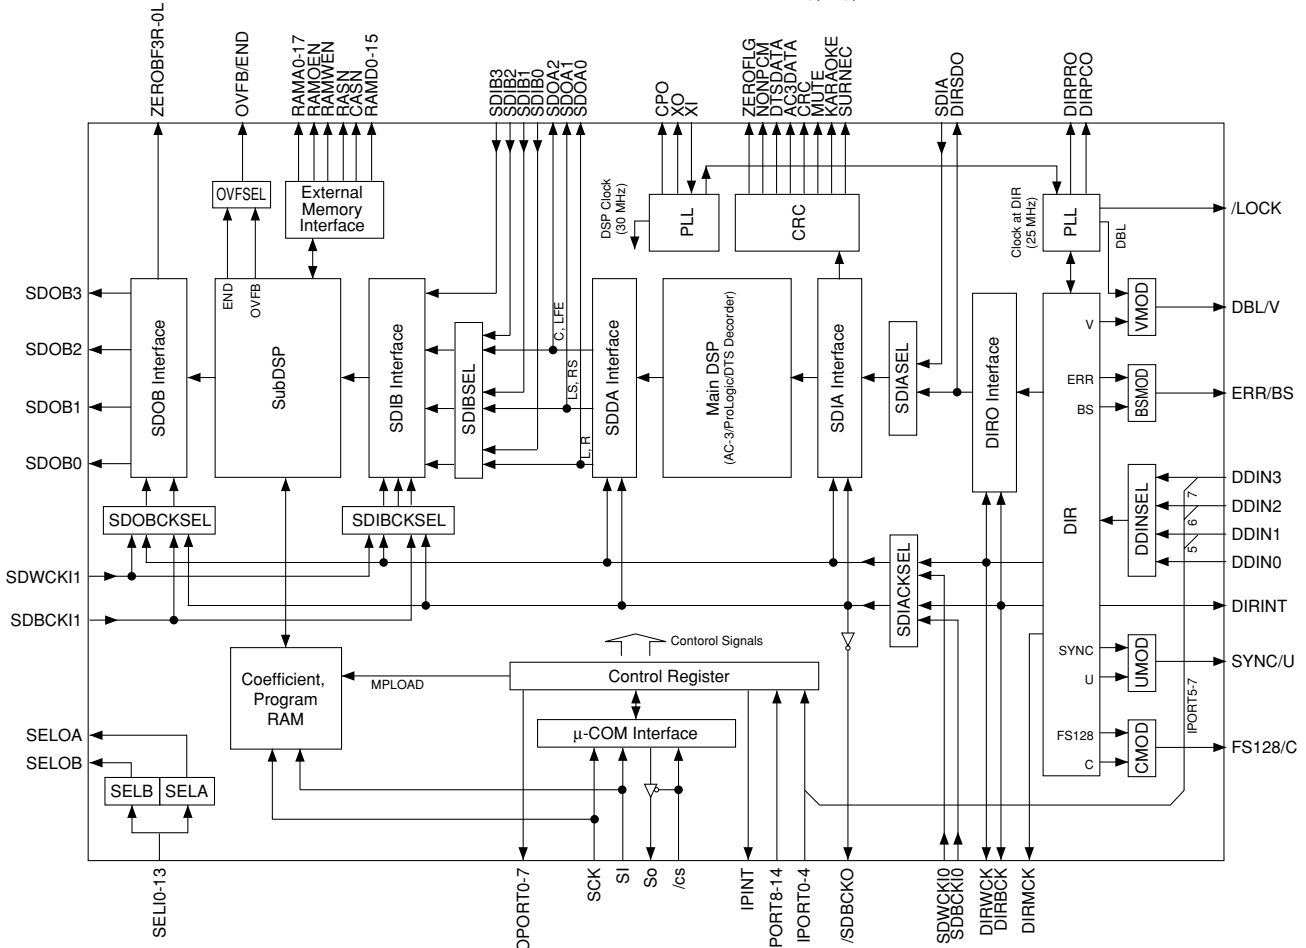 ZEROBF3R-0L
OVFB/END
RAMA0-17
RAMOEN
RAMWEN
RASN
CASN
RAMD0-15
SDIB3
SDIB2
SDIB1
SDIB0
SDOA2
SDOA1
SDOA0
CPO
XO
XI
ZEROFLG
NONPCM
DTSDATA
AC3DATA
CRC
MUTE
KARAOKE
SURNEC
SDIA
DIRSDO
DIRPRO
DIRPCO
OVFSEL
External
Memory
Interface
DSP Clock
(30 MHz)
PLL
CRC
Clock at DIR
(25 MHz)
PLL
DBL
/LOCK
SDOB3
SDOB2
SDOB1
SDOB0
SDOB Interface
END
OVFB
SubDSP
SDIB Interface
SDIBSEL
C, LFE
LS, RS
L, R
SDDA Interface
Main DSP
(AC-3/ProLogic/DTS Decorder)
SDIA Interface
SDIASEL
DIRO Interface
DIR
V
VMOD
DBL/V
ERR
BS
BSMOD
ERR/BS
DDINSEL
DDIN3
DDIN2
DDIN1
DDIN0
7
6
5
SDOBCKSEL
SDIBCKSEL
SDIACKSEL
SDWCKI1
SDBCKI1
DIRINT
Contorol Signals
Coefficient,
Program
RAM
MPLOAD
Control Register
μ-COM Interface
SYNC
U
UMOD
SYNC/U
IPORT5-7
FS128
C
CMOD
FS128/C
SELOA
SELOB
SELB
SELA
SELI0-13
OPORT0-7
SCK
SI
So
/cs
IPINT
PORT8-14
IPORT0-4
/SDBCKO
SDWCKI0
SDBCKI0
DIRWCK
DIRBCK
DIRMCK